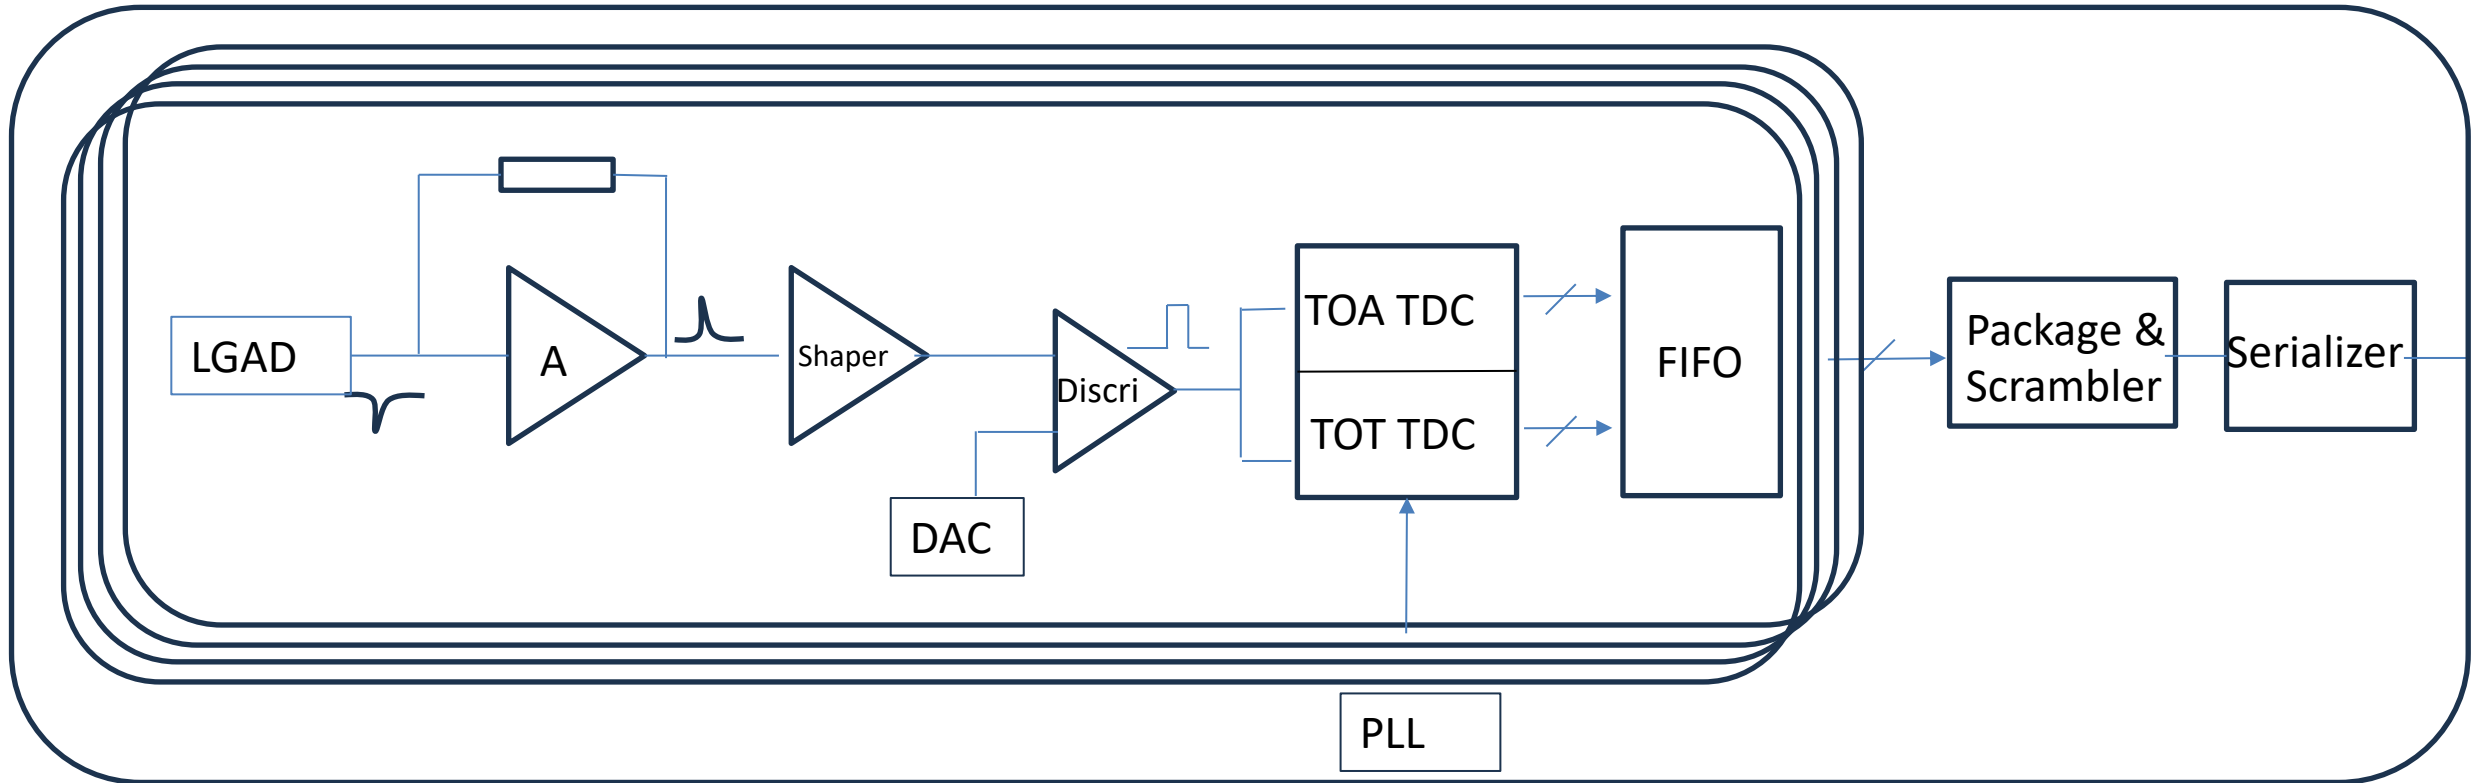 LGAD
A
Shaper
Discri
DAC
TOA TDC
TOT TDC
FIFO
Package &
Scrambler
Serializer
PLL